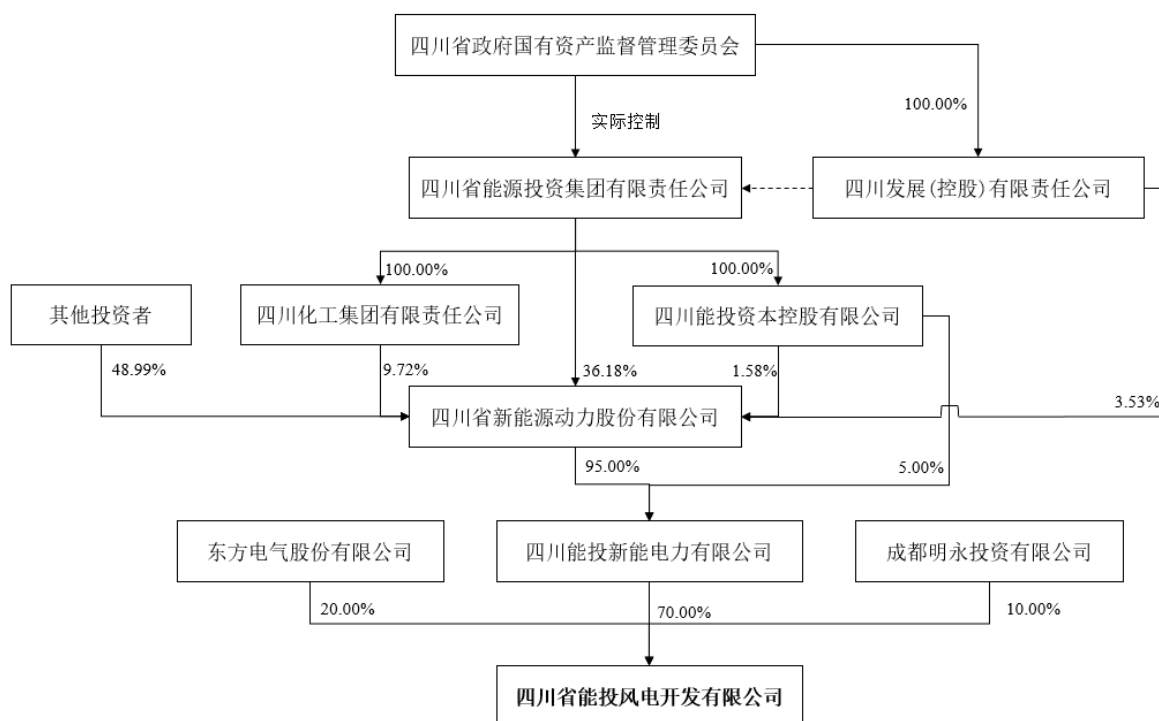 四川省政府国有资产监督管理委员会
100.00%
实际控制
四川省能源投资集团有限责任公司
四川发展(控股)有限责任公司
100.00%
100.00%
其他投资者
四川化工集团有限责任公司
四川能投资本控股有限公司
48.99%
9.72%
36.18%
1.58%
3.53%
四川省新能源动力股份有限公司
95.00%
5.00%
东方电气股份有限公司
四川能投新能电力有限公司
成都明永投资有限公司
20.00%
70.00%
10.00%
四川省能投风电开发有限公司